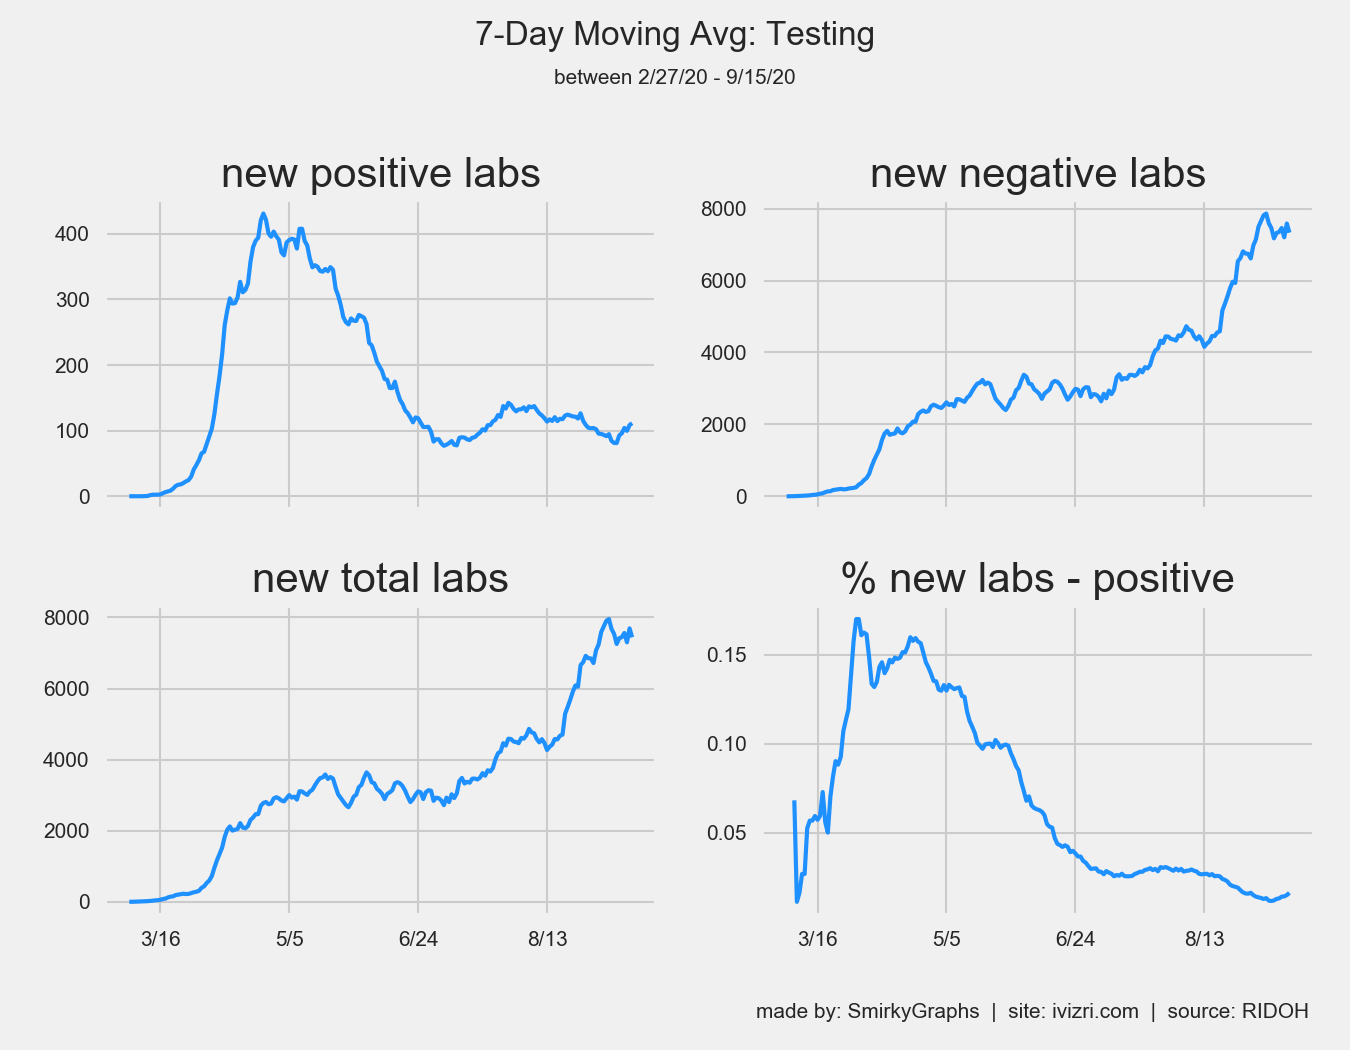 7-Day Moving Avg: Testing
between 2/27/20 - 9/15/20
new positive labs
400
300
200
100
0
new negative labs
8000
6000
4000
2000
0
new total labs
8000
6000
4000
2000
0
3/16 5/5 6/24 8/13
% new labs - positive
0.15
0.10
0.05
3/16 5/5 6/24 8/13
made by: SmirkyGraphs | site: ivizri.com | source: RIDOH